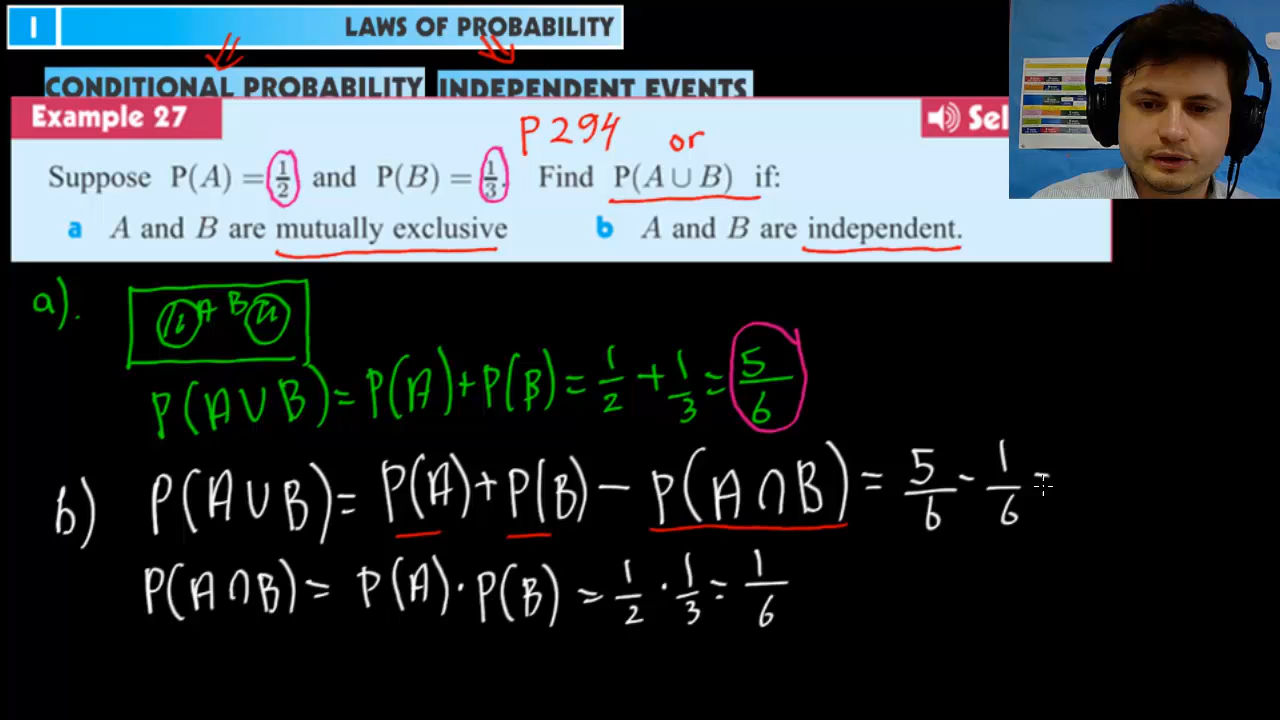 I LAWS OF PROBABILITY
CONDITIONAL PROBABILITY INDEPENDENT EVENTS
Example 27 Sel
P294 or
Suppose P(A) = 1/2 and P(B) = 1/3. Find P(A ∪ B) if:
a A and B are mutually exclusive b A and B are independent.
a).
A B
P(A∪B) = P(A)+P(B) = 1/2 + 1/3 = 5/6
b) P(A∪B) = P(A)+P(B) − P(A∩B) = 5/6 - 1/6 =
P(A∩B) = P(A)·P(B) = 1/2 · 1/3 = 1/6